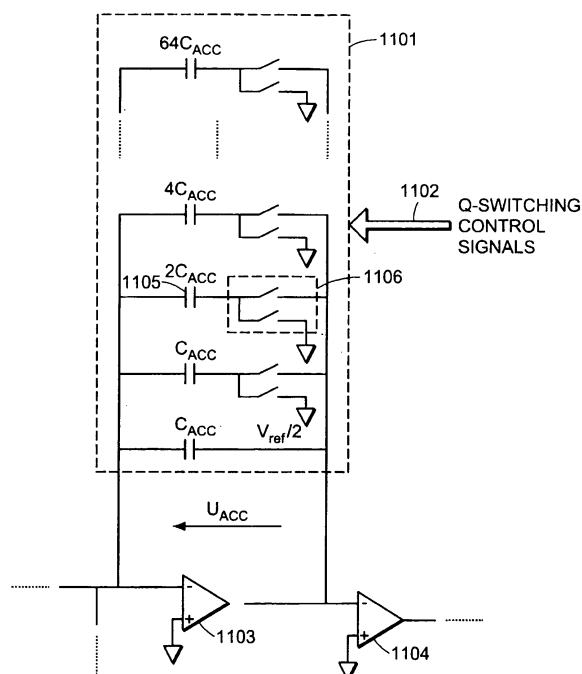 64C_ACC
1101
4C_ACC
1102
Q-SWITCHING
CONTROL
SIGNALS
1105
2C_ACC
1106
C_ACC
C_ACC
V_ref/2
U_ACC
-
+
1103
-
+
1104